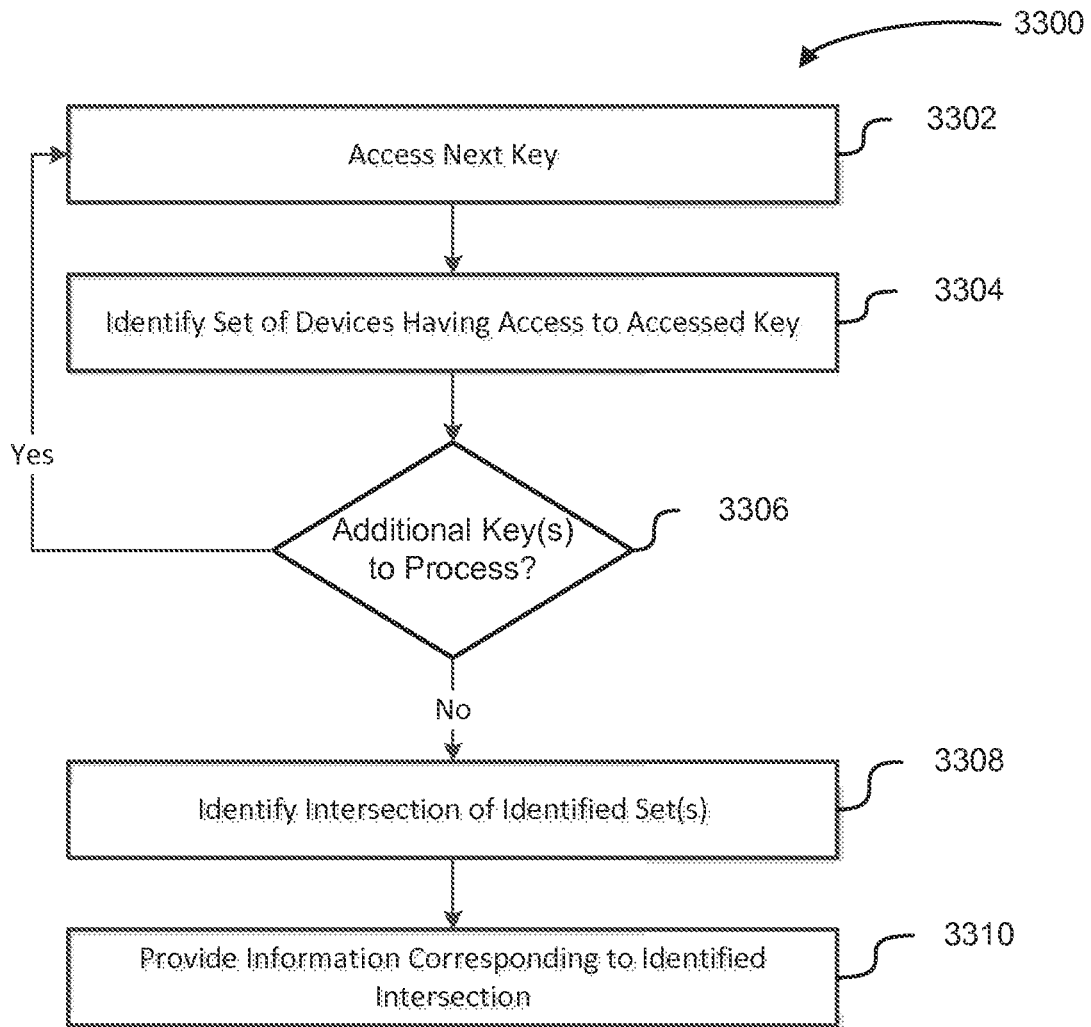 3300
3302
Access Next Key
3304
Identify Set of Devices Having Access to Accessed Key
Yes
3306
Additional Key(s)
to Process?
No
3308
Identify Intersection of Identified Set(s)
3310
Provide Information Corresponding to Identified
Intersection